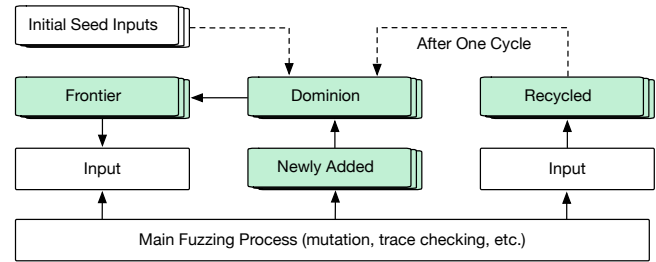 Initial Seed Inputs
After One Cycle
Frontier
Dominion
Recycled
Input
Newly Added
Input
Main Fuzzing Process (mutation, trace checking, etc.)